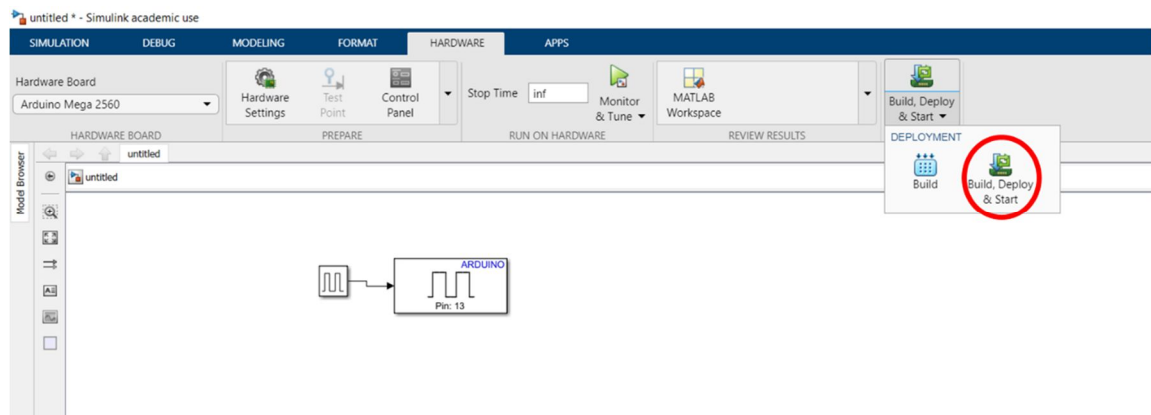 untitled * - Simulink academic use
SIMULATION DEBUG MODELING FORMAT HARDWARE APPS
Hardware Board
Arduino Mega 2560
Hardware Settings
Test Point
Control Panel
Stop Time inf
Monitor & Tune
MATLAB Workspace
Build, Deploy & Start
HARDWARE BOARD PREPARE RUN ON HARDWARE REVIEW RESULTS
DEPLOYMENT
Build
Build, Deploy & Start
Model Browser
untitled
untitled
ARDUINO
Pin: 13